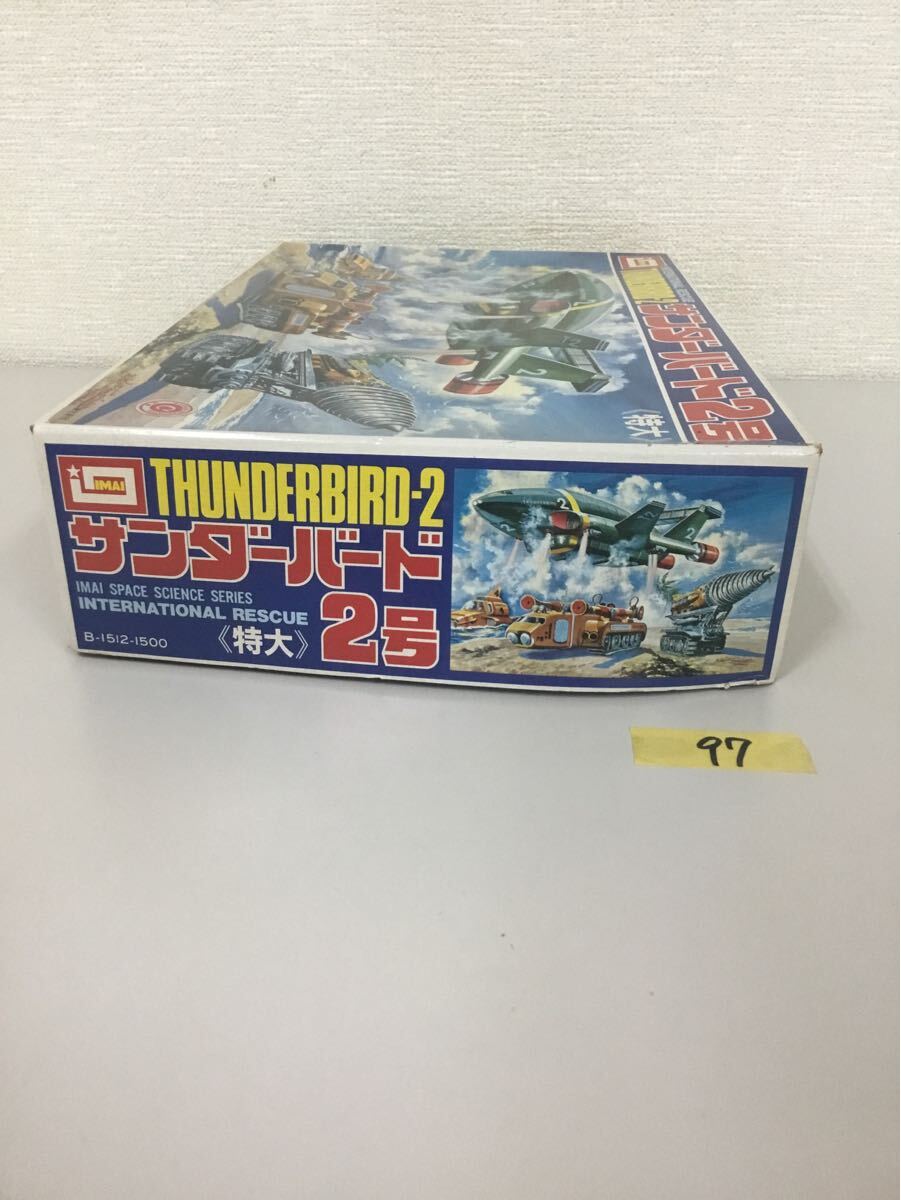 サンダーバード2号
《特大》
IMAI
THUNDERBIRD-2
サンダーバード
2号
IMAI SPACE SCIENCE SERIES
INTERNATIONAL RESCUE
B-1512-1500
《特大》
2
97